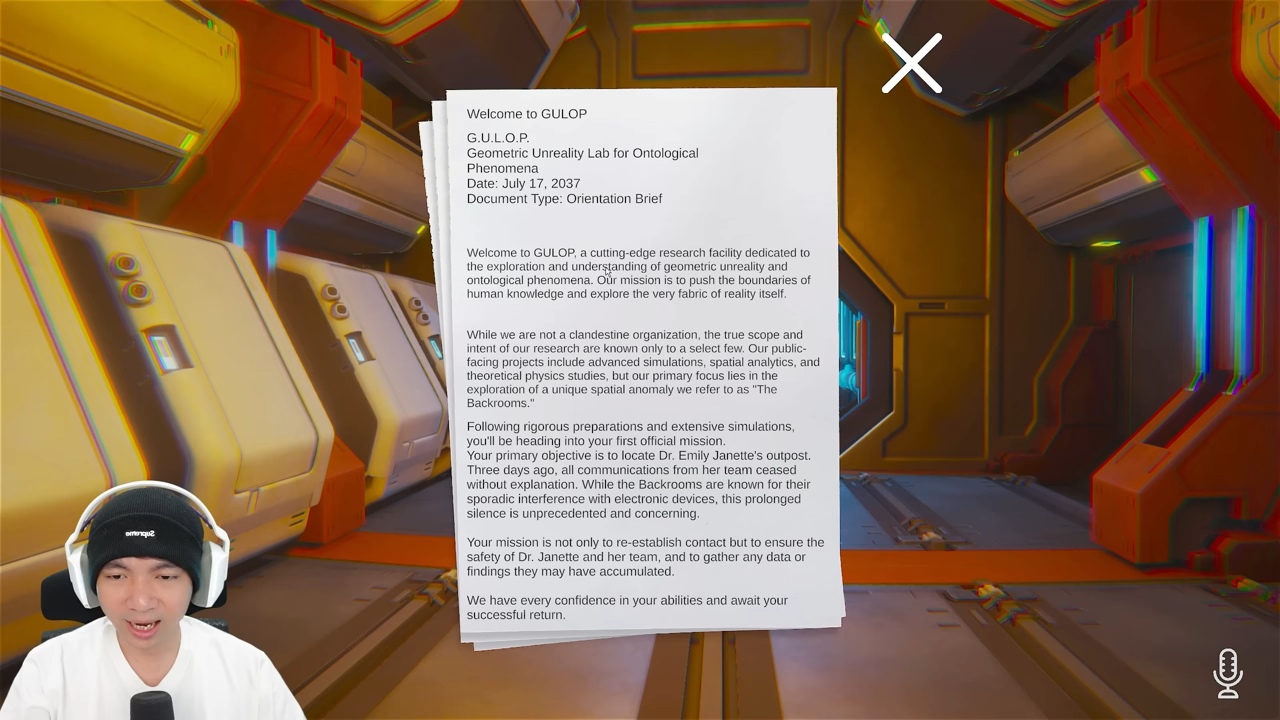 Welcome to GULOP
G.U.L.O.P.
Geometric Unreality Lab for Ontological
Phenomena
Date: July 17, 2037
Document Type: Orientation Brief
Welcome to GULOP, a cutting-edge research facility dedicated to
the exploration and understanding of geometric unreality and
ontological phenomena. Our mission is to push the boundaries of
human knowledge and explore the very fabric of reality itself.
While we are not a clandestine organization, the true scope and
intent of our research are known only to a select few. Our public-
facing projects include advanced simulations, spatial analytics, and
theoretical physics studies, but our primary focus lies in the
exploration of a unique spatial anomaly we refer to as "The
Backrooms."
Following rigorous preparations and extensive simulations,
you'll be heading into your first official mission.
Your primary objective is to locate Dr. Emily Janette's outpost.
Three days ago, all communications from her team ceased
without explanation. While the Backrooms are known for their
sporadic interference with electronic devices, this prolonged
silence is unprecedented and concerning.
Your mission is not only to re-establish contact but to ensure the
safety of Dr. Janette and her team, and to gather any data or
findings they may have accumulated.
We have every confidence in your abilities and await your
successful return.
Supreme